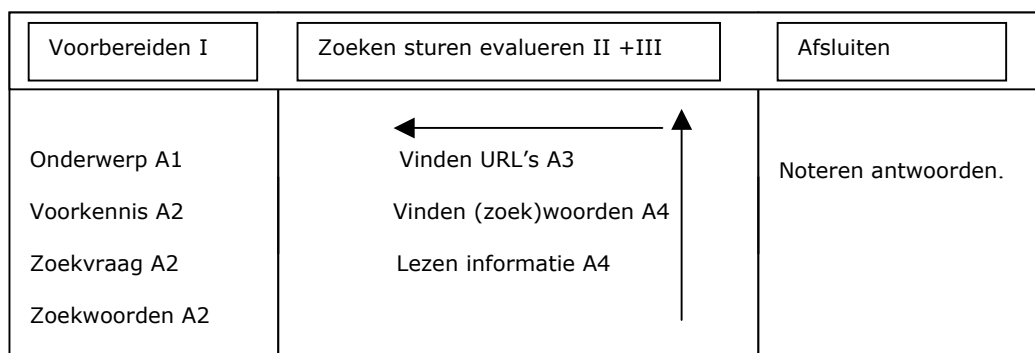 Voorbereiden I
Zoeken sturen evalueren II +III
Afsluiten
Onderwerp A1
Voorkennis A2
Zoekvraag A2
Zoekwoorden A2
Vinden URL's A3
Vinden (zoek)woorden A4
Lezen informatie A4
Noteren antwoorden.